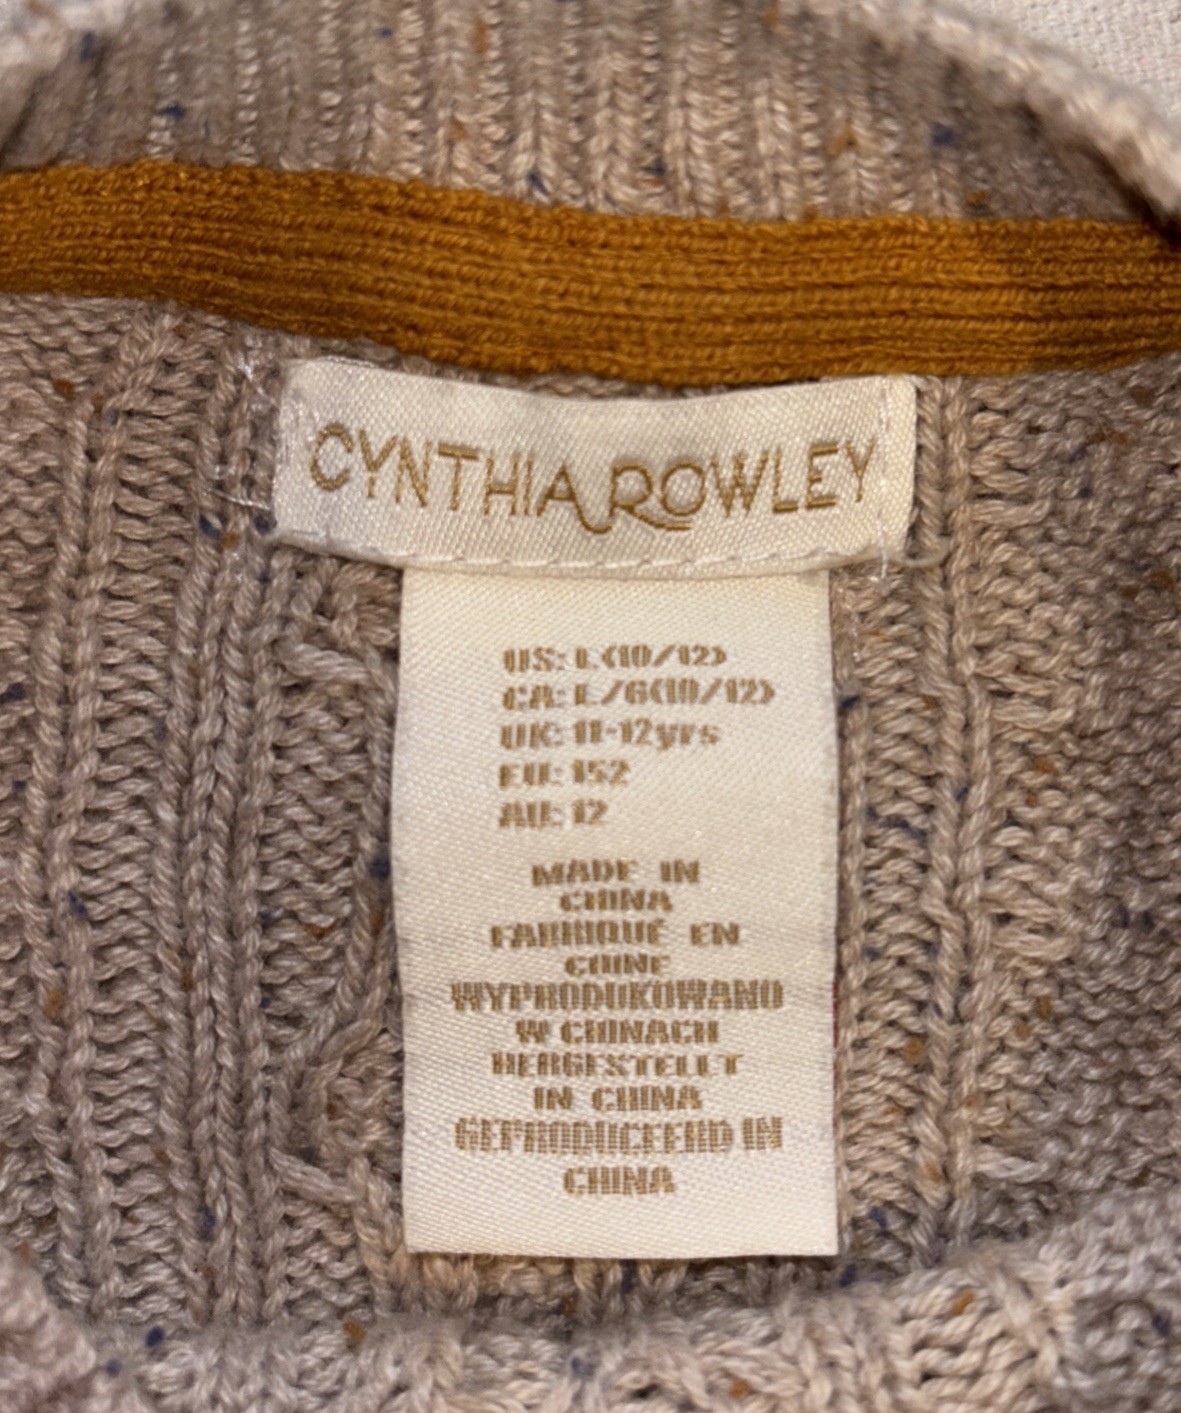 CYNTHIA ROWLEY
US: L(10/12)
CA: L/G(10/12)
UK: 11-12yrs
EU: 152
AU: 12
MADE IN
CHINA
FABRIQUÉ EN
CHINE
WYPRODUKOWANO
W CHINACH
HERGESTELLT
IN CHINA
GEPRODUCEERD IN
CHINA